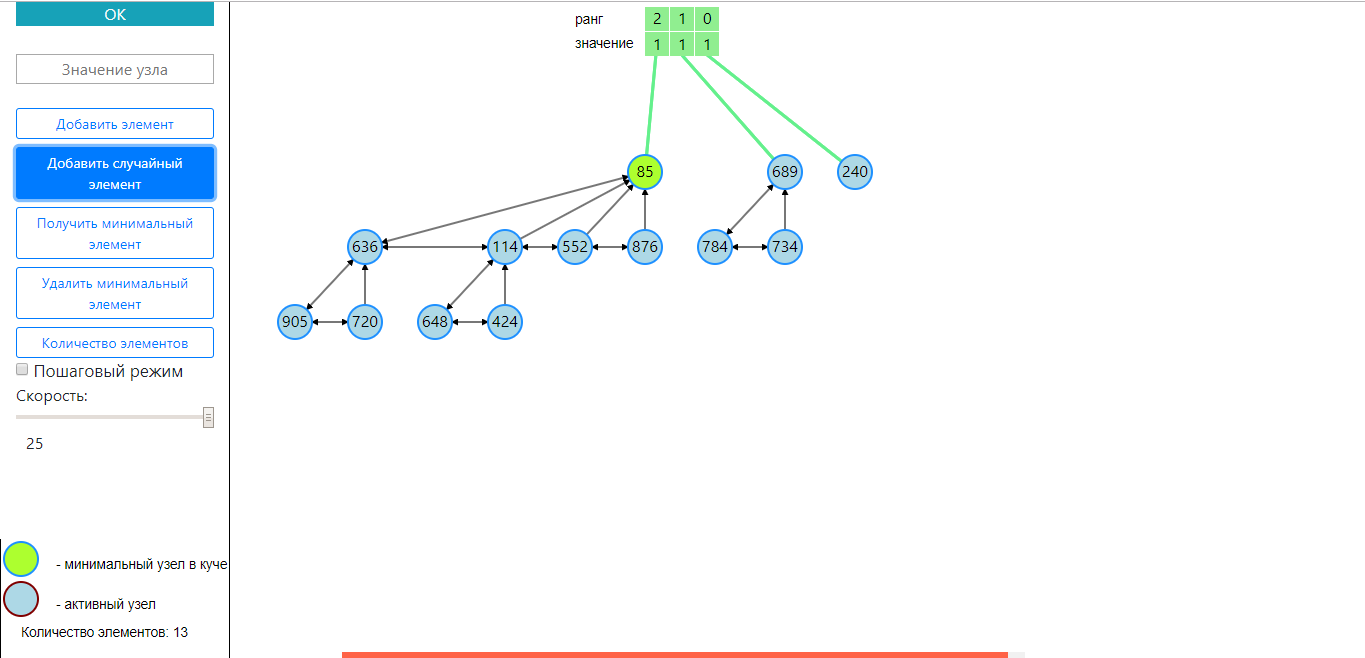 OK
Значение узла
Добавить элемент
Добавить случайный
элемент
Получить минимальный
элемент
Удалить минимальный
элемент
Количество элементов
Пошаговый режим
Скорость:
25
- минимальный узел в куче
- активный узел
Количество элементов: 13
ранг 2 1 0
значение 1 1 1
85 689 240
636 114 552 876 784 734
905 720 648 424